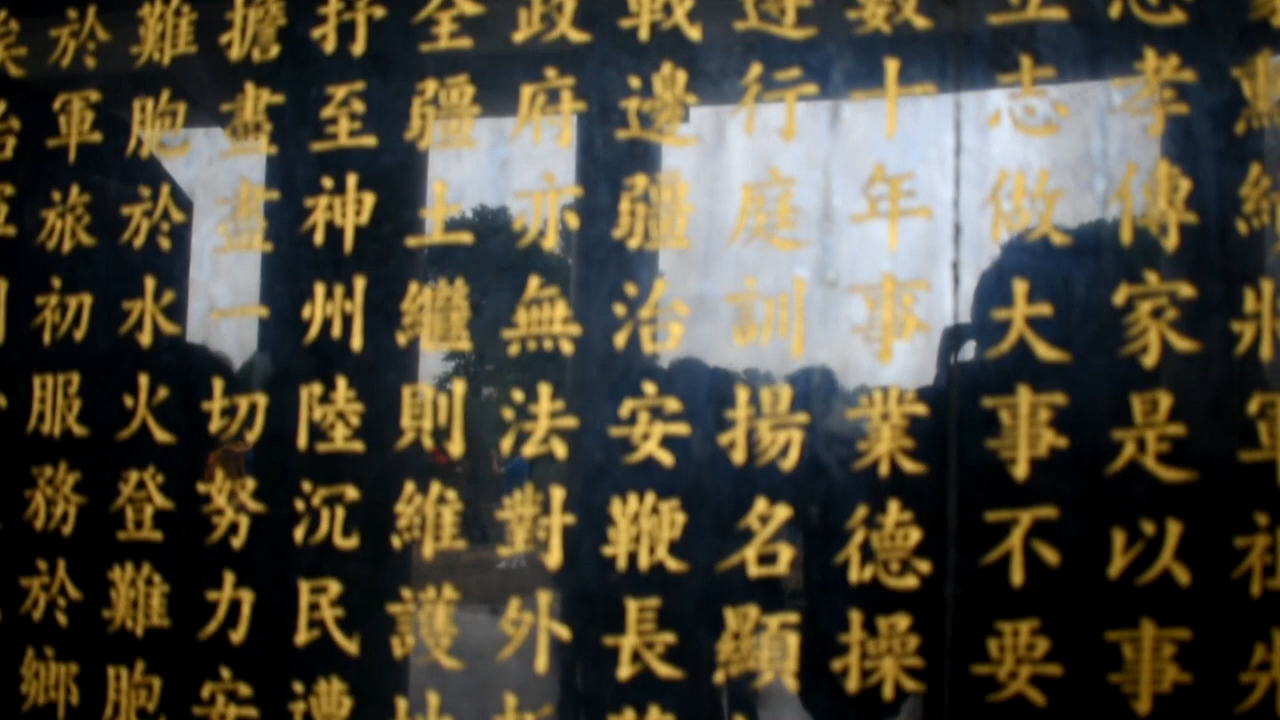 孝傳家是以事
志做大事不要
數十年事業德操
行庭訓揚名顯
戰邊疆治安鞭長
政府亦無法對外
全疆土繼則維護
抒至神州陸沉民遭
擔盡盡一切努力安
難胞於水火登難胞
於軍旅初服務於鄉